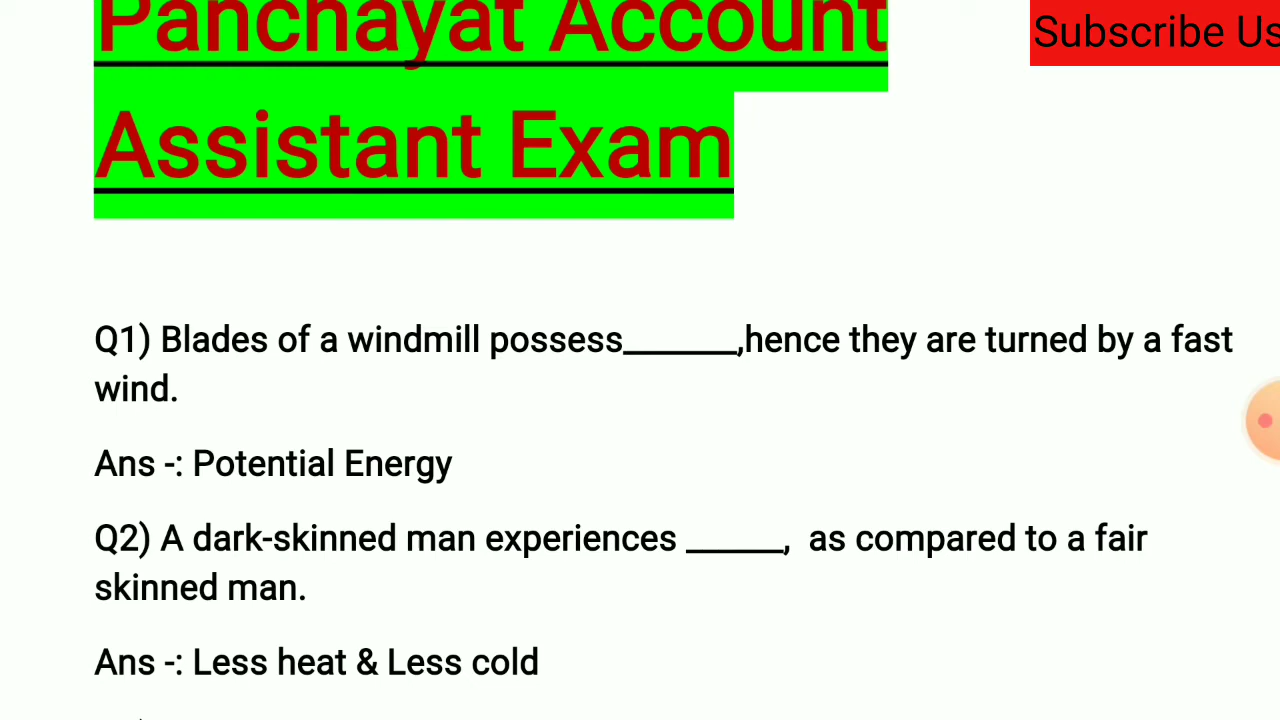 Panchayat Account
Subscribe Us
Assistant Exam
Q1) Blades of a windmill possess_______,hence they are turned by a fast
wind.
Ans -: Potential Energy
Q2) A dark-skinned man experiences ______,  as compared to a fair
skinned man.
Ans -: Less heat & Less cold